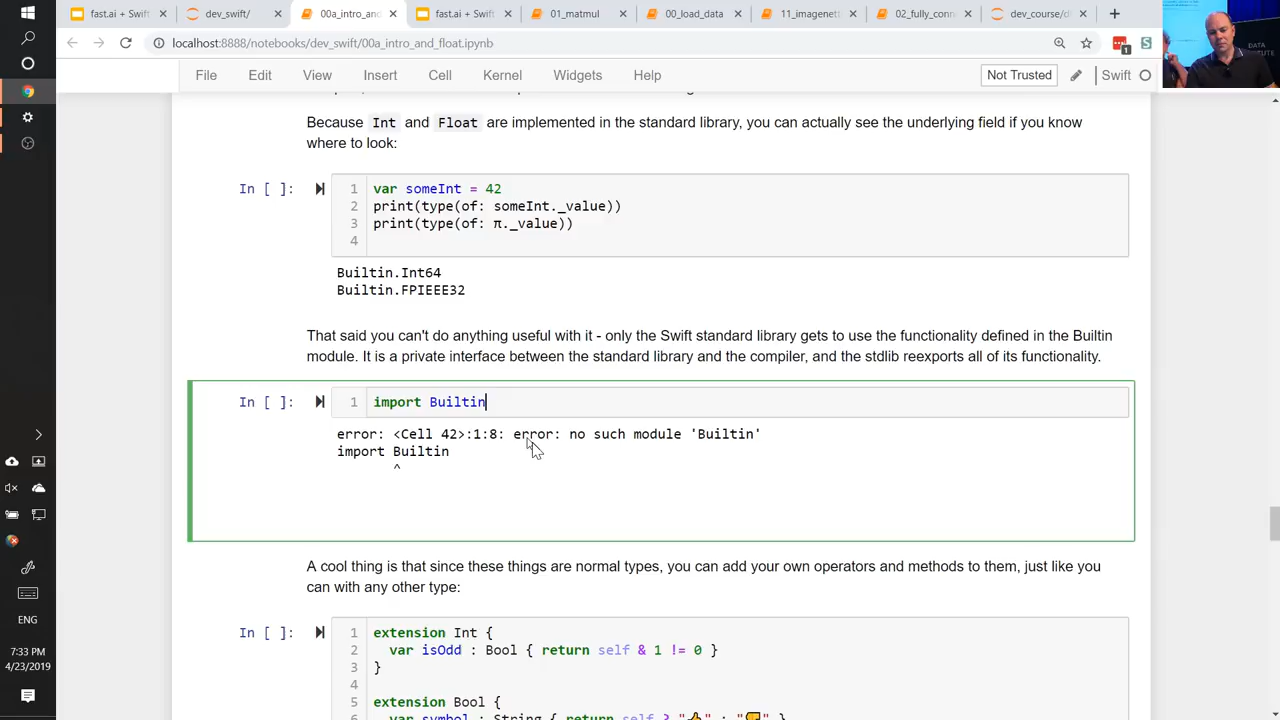 fast.ai - Swift
dev_swift/
00a_intro_and
fast.ai - Swift
01_matmul
00_load_data
11_imagenet
02_fully_conn
dev_course/d
localhost:8888/notebooks/dev_swift/00a_intro_and_float.ipynb
1
File Edit View Insert Cell Kernel Widgets Help
Not Trusted
Swift
DATA
Because Int and Float are implemented in the standard library, you can actually see the underlying field if you know
where to look:
In [ ]:
1 var someInt = 42
2 print(type(of: someInt._value))
3 print(type(of: π._value))
4
Builtin.Int64
Builtin.FPIEEE32
That said you can't do anything useful with it - only the Swift standard library gets to use the functionality defined in the Builtin
module. It is a private interface between the standard library and the compiler, and the stdlib reexports all of its functionality.
In [ ]:
1 import Builtin
error: <Cell 42>:1:8: error: no such module 'Builtin'
import Builtin
^
A cool thing is that since these things are normal types, you can add your own operators and methods to them, just like you
can with any other type:
In [ ]:
1 extension Int {
2 var isOdd : Bool { return self & 1 != 0 }
3 }
4
5 extension Bool {
6 var symbol : String { return self ? "👍" : "👎" }
ENG
7:33 PM
4/23/2019